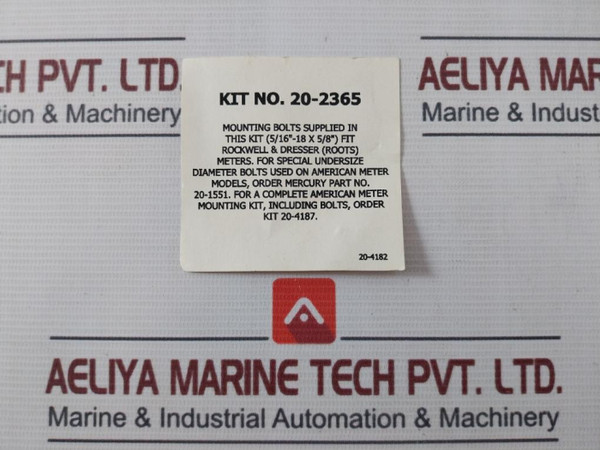 CH PVT. LTD.
tion & Machinery
AELIYA MAR
Marine & Indust
KIT NO. 20-2365
MOUNTING BOLTS SUPPLIED IN
THIS KIT (5/16"-18 X 5/8") FIT
ROCKWELL & DRESSER (ROOTS)
METERS. FOR SPECIAL UNDERSIZE
DIAMETER BOLTS USED ON AMERICAN METER
MODELS, ORDER MERCURY PART NO.
20-1551. FOR A COMPLETE AMERICAN METER
MOUNTING KIT, INCLUDING BOLTS, ORDER
KIT 20-4187.
20-4182
AELIYA MARINE TECH PVT. LTD.
Marine & Industrial Automation & Machinery